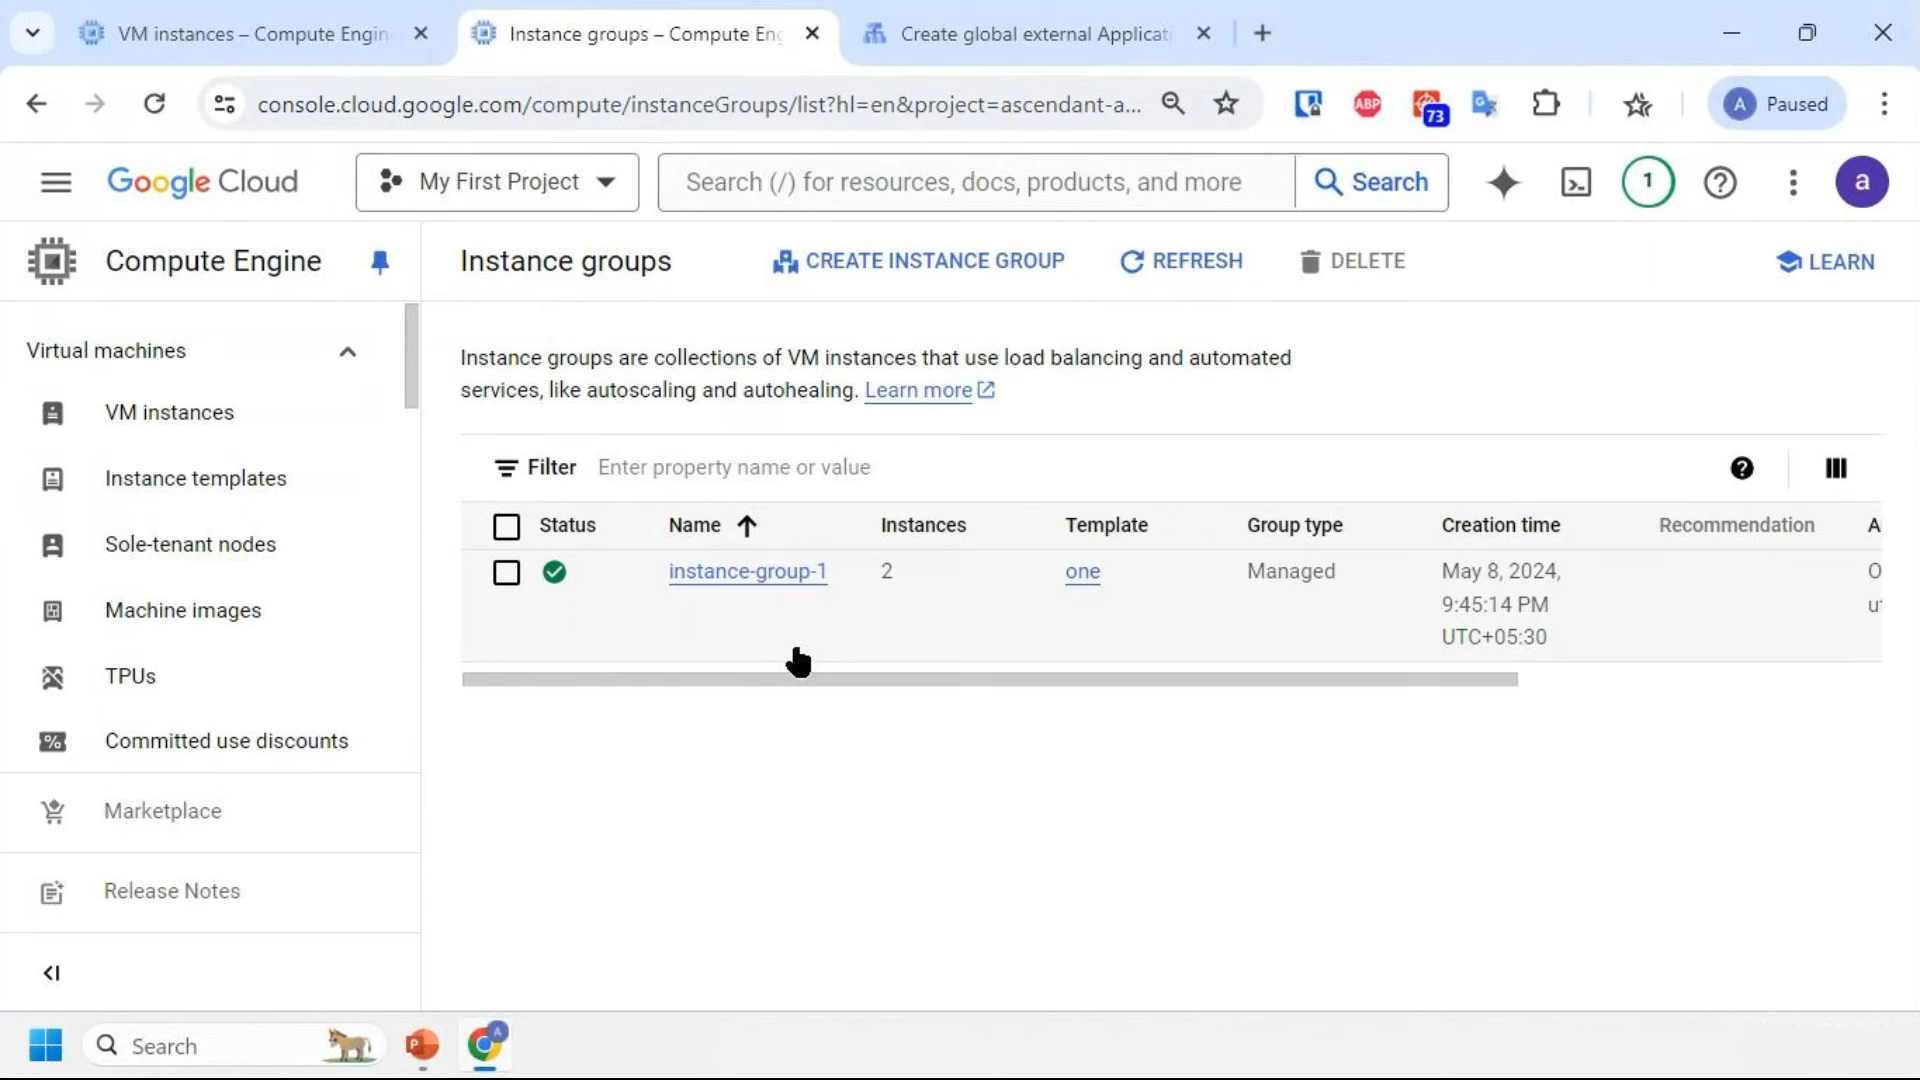 VM instances – Compute Engin
Instance groups – Compute Eng
Create global external Applicati
console.cloud.google.com/compute/instanceGroups/list?hl=en&project=ascendant-a...
ABP
73
A
Paused
Google Cloud
My First Project
Search (/) for resources, docs, products, and more
Search
1
a
Compute Engine
Instance groups
CREATE INSTANCE GROUP
REFRESH
DELETE
LEARN
Virtual machines
VM instances
Instance templates
Sole-tenant nodes
Machine images
TPUs
Committed use discounts
Marketplace
Release Notes
Instance groups are collections of VM instances that use load balancing and automated
services, like autoscaling and autohealing. Learn more
Filter
Enter property name or value
Status
Name
Instances
Template
Group type
Creation time
Recommendation
A
instance-group-1
2
one
Managed
May 8, 2024,
9:45:14 PM
UTC+05:30
O
Search
P
A